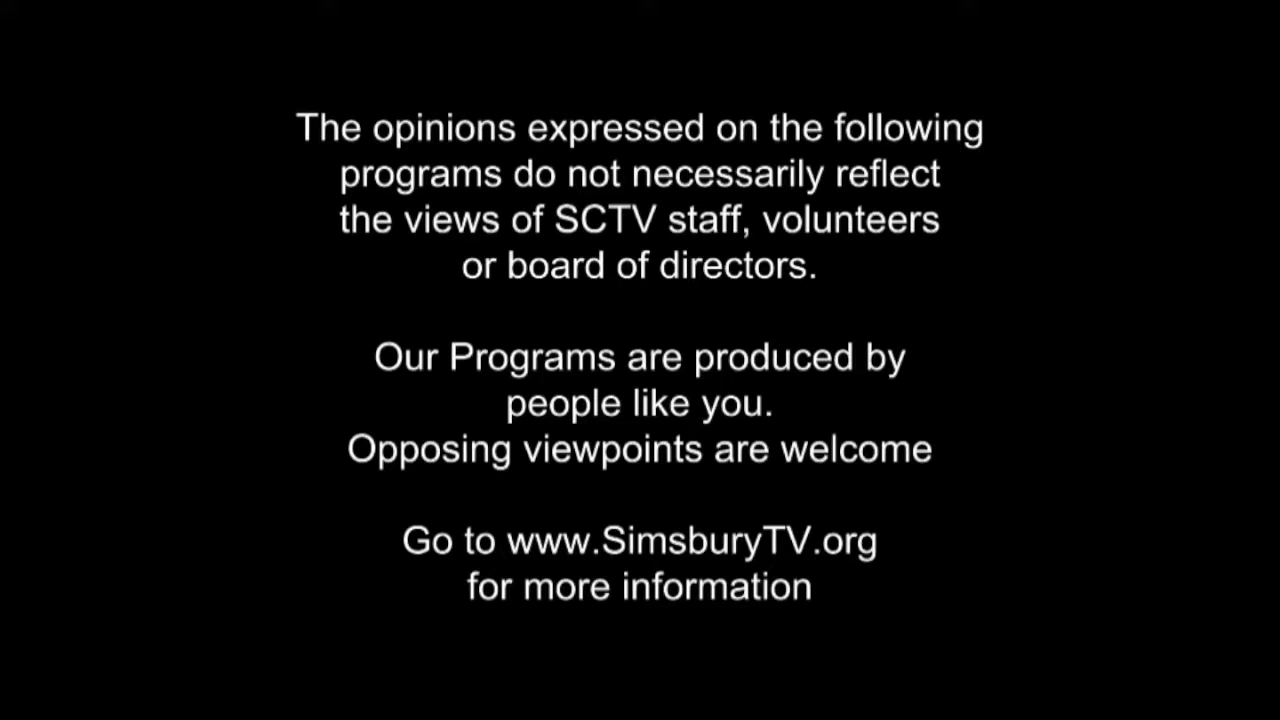 The opinions expressed on the following
programs do not necessarily reflect
the views of SCTV staff, volunteers
or board of directors.
Our Programs are produced by
people like you.
Opposing viewpoints are welcome
Go to www.SimsburyTV.org
for more information